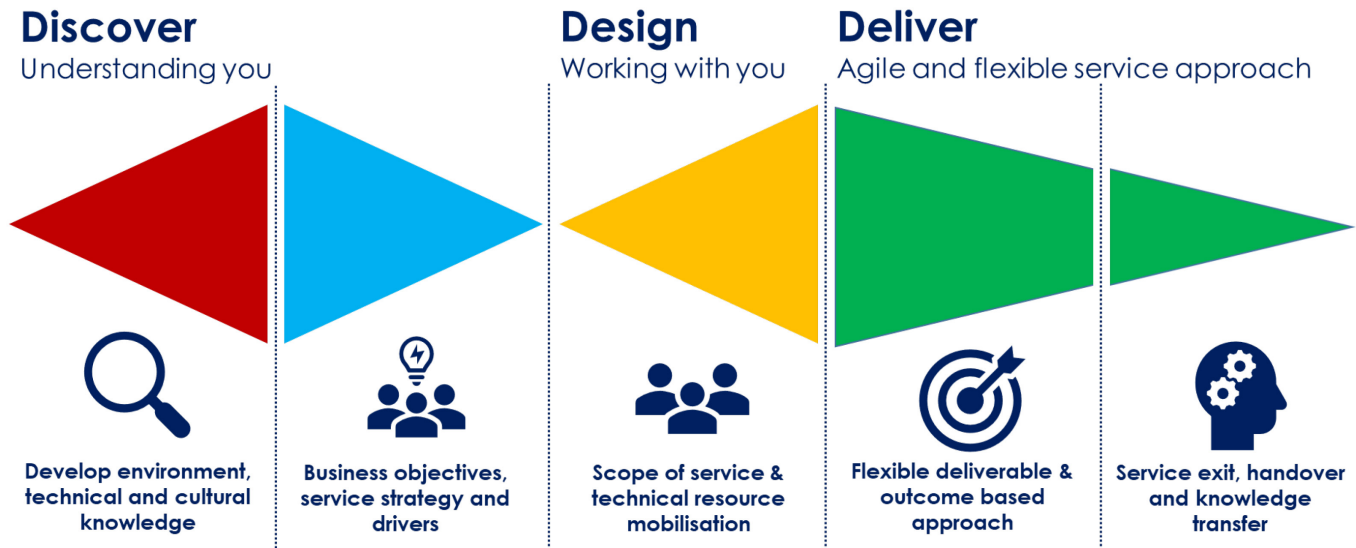 Discover
Understanding you
Design
Working with you
Deliver
Agile and flexible service approach
Develop environment,
technical and cultural
knowledge
Business objectives,
service strategy and
drivers
Scope of service &
technical resource
mobilisation
Flexible deliverable &
outcome based
approach
Service exit, handover
and knowledge
transfer